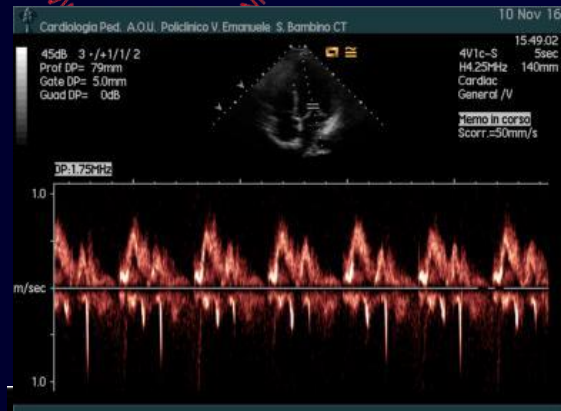 10 Nov 16
Cardiologia Ped. A.O.U. Policlinico V. Emanuele S. Bambino CT
15:49:02
45dB 3 •/+1/1/ 2
Prof DP= 79mm
Gate DP= 5.0mm
Guad DP= 0dB
4V1c-S 5sec
H4.25MHz 140mm
Cardiac
General /V
Memo in corso
Scorr.=50mm/s
DP:1.75MHz
1.0
m/sec
1.0